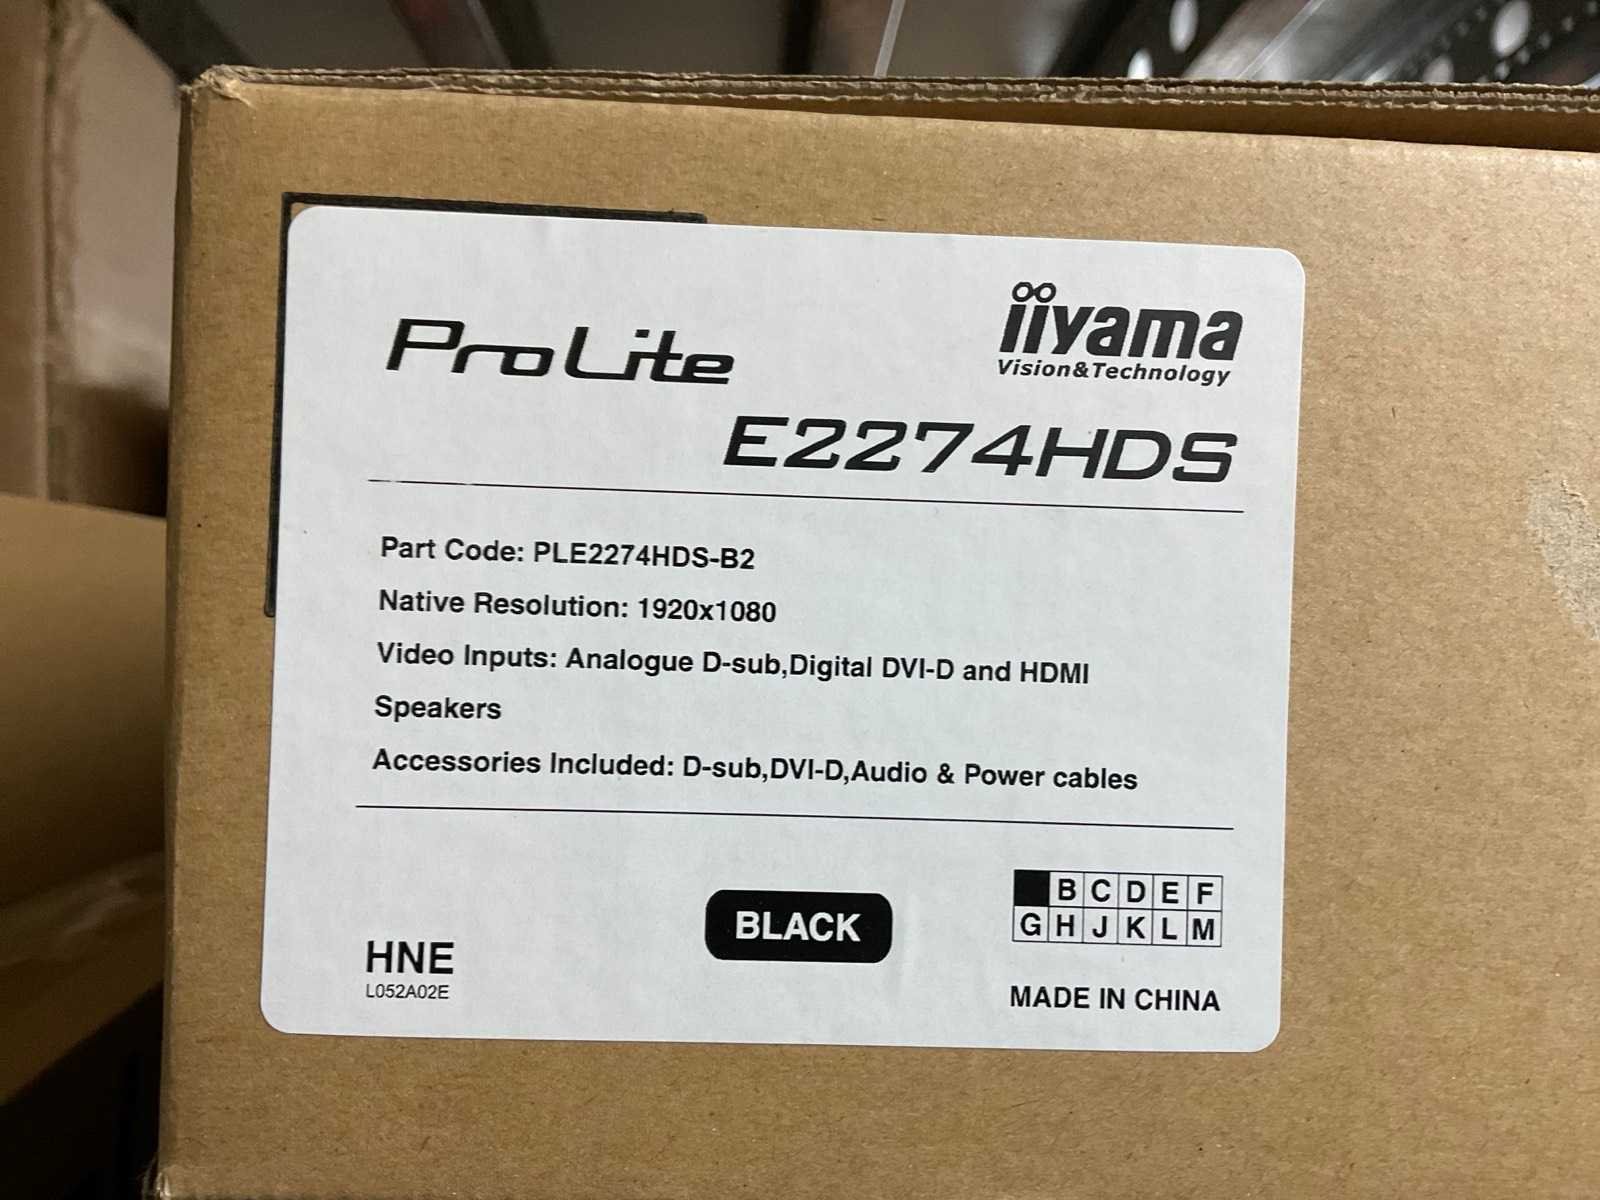 ProLite
iiyama
Vision&Technology
E2274HDS
Part Code: PLE2274HDS-B2
Native Resolution: 1920x1080
Video Inputs: Analogue D-sub,Digital DVI-D and HDMI
Speakers
Accessories Included: D-sub,DVI-D,Audio & Power cables
BLACK
B C D E F
G H J K L M
HNE
L052A02E
MADE IN CHINA